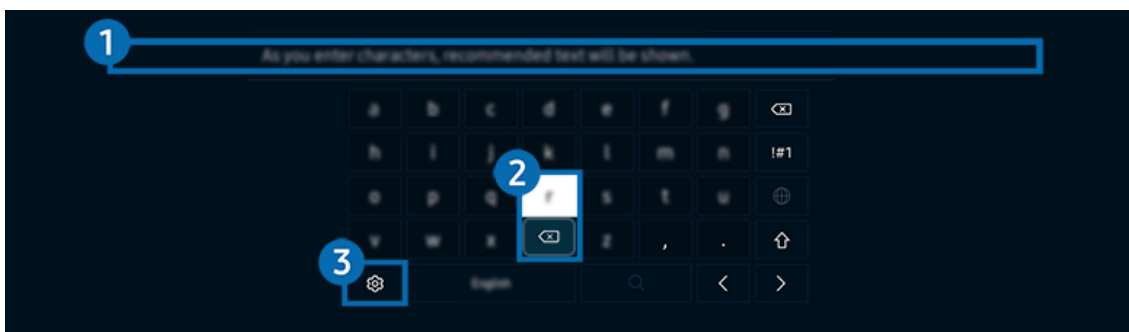 1
As you enter characters, recommended text will be shown.
a b c d e f g
h i j k l m n !#1
2
o p q r s t u
v w x z , .
3
English < >